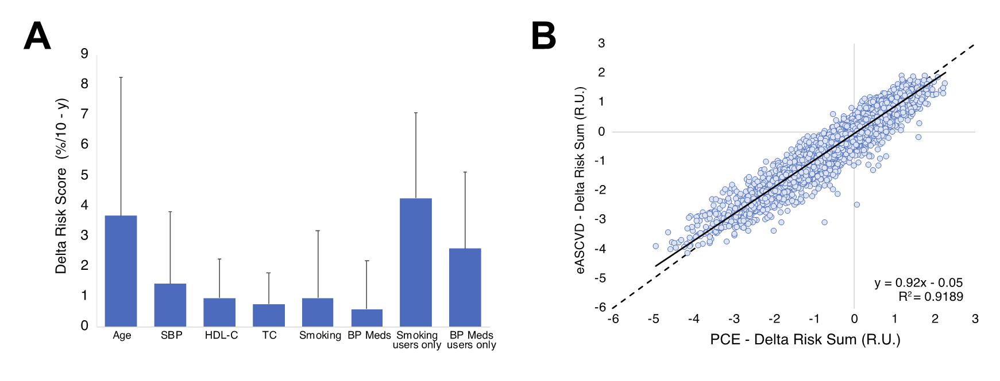 A
Delta Risk Score (%/10 - y)
9
8
7
6
5
4
3
2
1
0
Age
SBP
HDL-C
TC
Smoking
BP Meds
Smoking
users only
BP Meds
users only
B
eASCVD - Delta Risk Sum (R.U.)
3
2
1
0
-1
-2
-3
-4
-5
-6
y = 0.92x - 0.05
R² = 0.9189
-6 -5 -4 -3 -2 -1 0 1 2 3
PCE - Delta Risk Sum (R.U.)